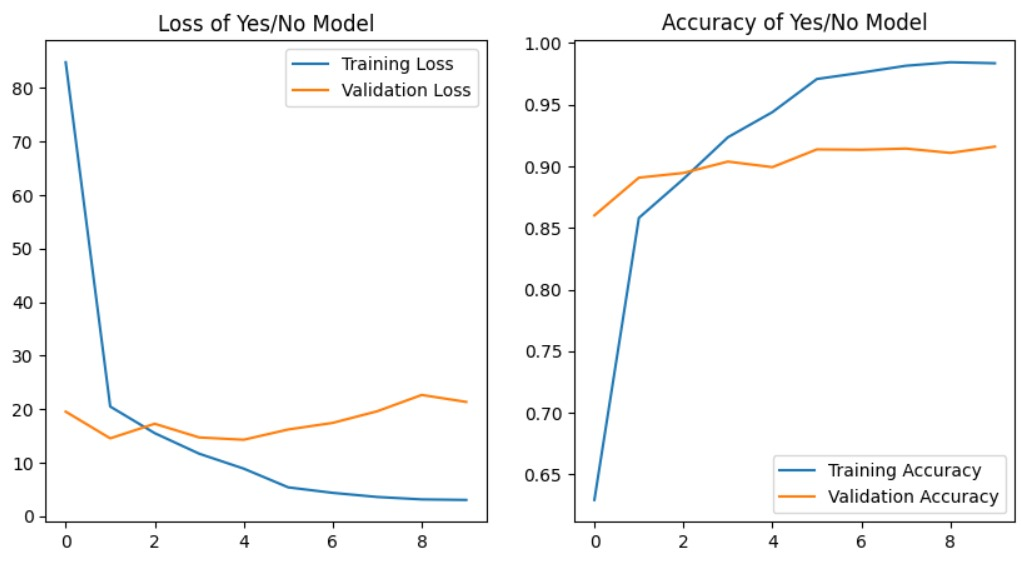 Loss of Yes/No Model
Training Loss
Validation Loss
80
70
60
50
40
30
20
10
0
0 2 4 6 8
Accuracy of Yes/No Model
1.00
0.95
0.90
0.85
0.80
0.75
0.70
0.65
Training Accuracy
Validation Accuracy
0 2 4 6 8